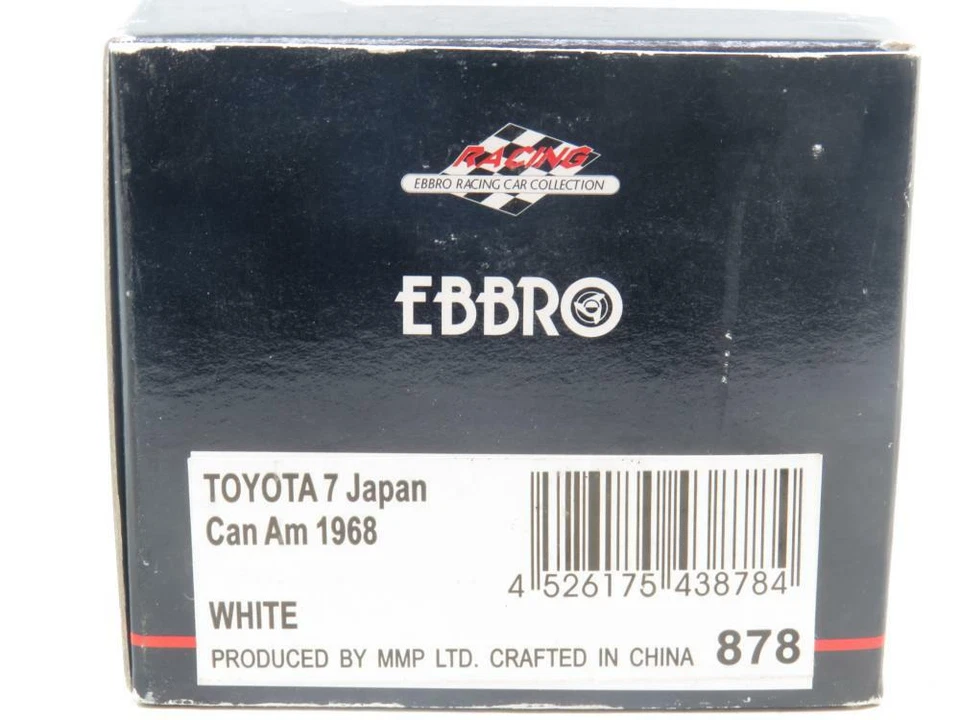 RACING
EBBRO RACING CAR COLLECTION
EBBRO
TOYOTA 7 Japan
Can Am 1968
4 526175 438784
WHITE
PRODUCED BY MMP LTD. CRAFTED IN CHINA 878